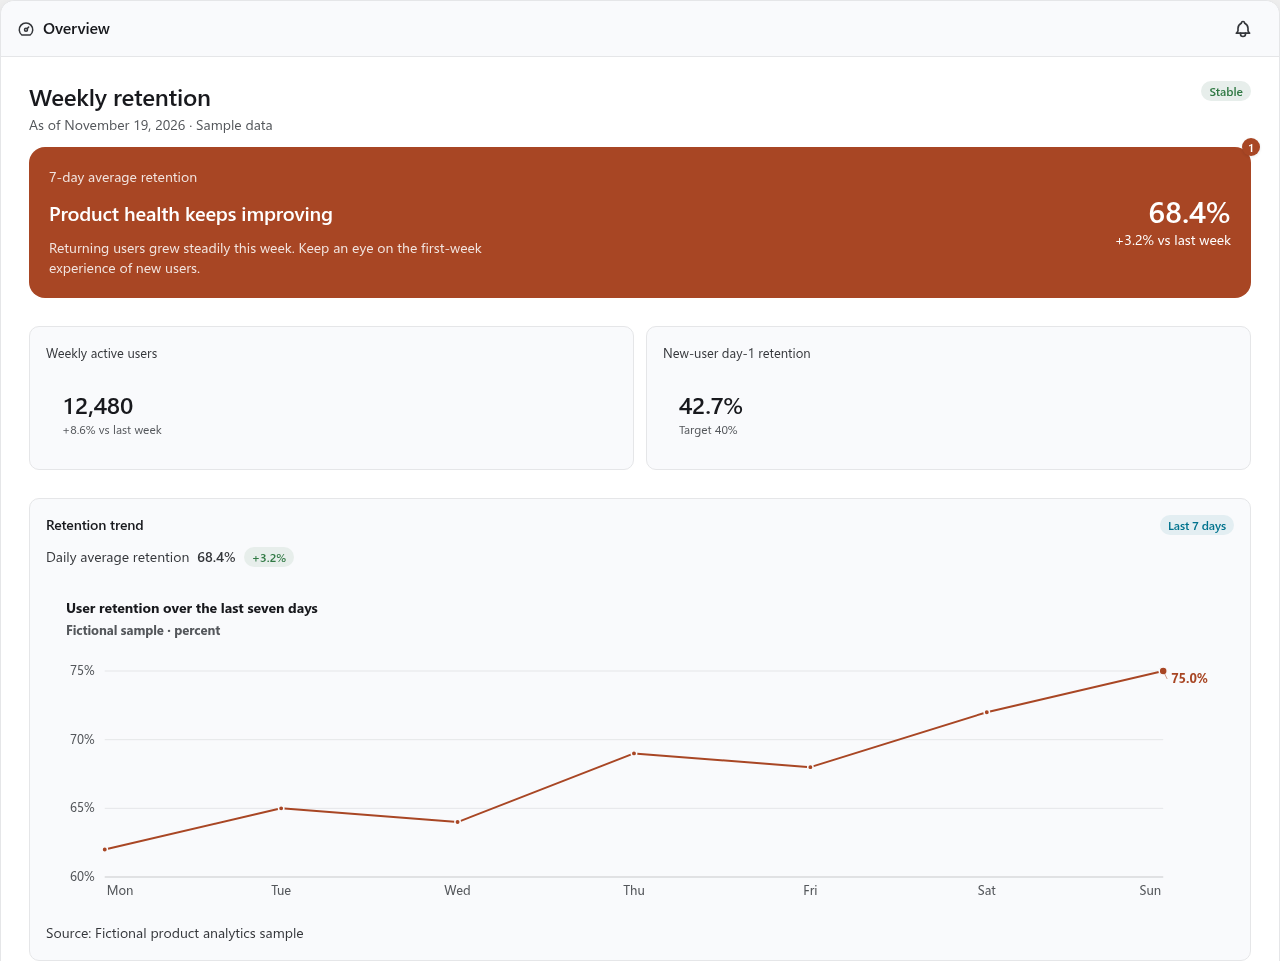 Overview
Weekly retention
Stable
As of November 19, 2026 · Sample data
1
7-day average retention
Product health keeps improving
68.4%
Returning users grew steadily this week. Keep an eye on the first-week
experience of new users.
+3.2% vs last week
Weekly active users
12,480
+8.6% vs last week
New-user day-1 retention
42.7%
Target 40%
Retention trend
Last 7 days
Daily average retention 68.4% +3.2%
User retention over the last seven days
Fictional sample · percent
75%
70%
65%
60%
75.0%
Mon Tue Wed Thu Fri Sat Sun
Source: Fictional product analytics sample